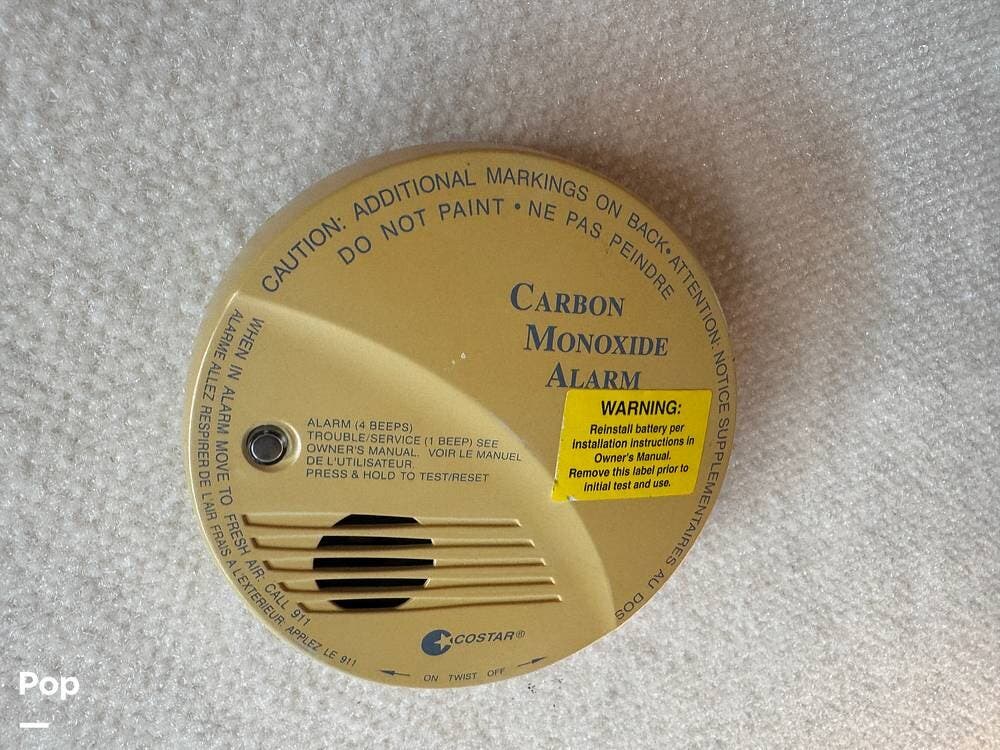 CAUTION: ADDITIONAL MARKINGS ON BACK • ATTENTION: NOTICE SUPPLEMENTAIRES AU DOS
DO NOT PAINT • NE PAS PEINDRE
CARBON
MONOXIDE
ALARM
WARNING:
Reinstall battery per
installation instructions in
Owner's Manual.
Remove this label prior to
initial test and use.
WHEN IN ALARM MOVE TO FRESH AIR. CALL 911
ALARME ALLEZ RESPIRER DE L'AIR FRAIS A L'EXTERIEUR. APPLEZ LE 911
ALARM (4 BEEPS)
TROUBLE/SERVICE (1 BEEP) SEE
OWNER'S MANUAL. VOIR LE MANUEL
DE L'UTILISATEUR.
PRESS & HOLD TO TEST/RESET
COSTAR®
ON TWIST OFF
Pop